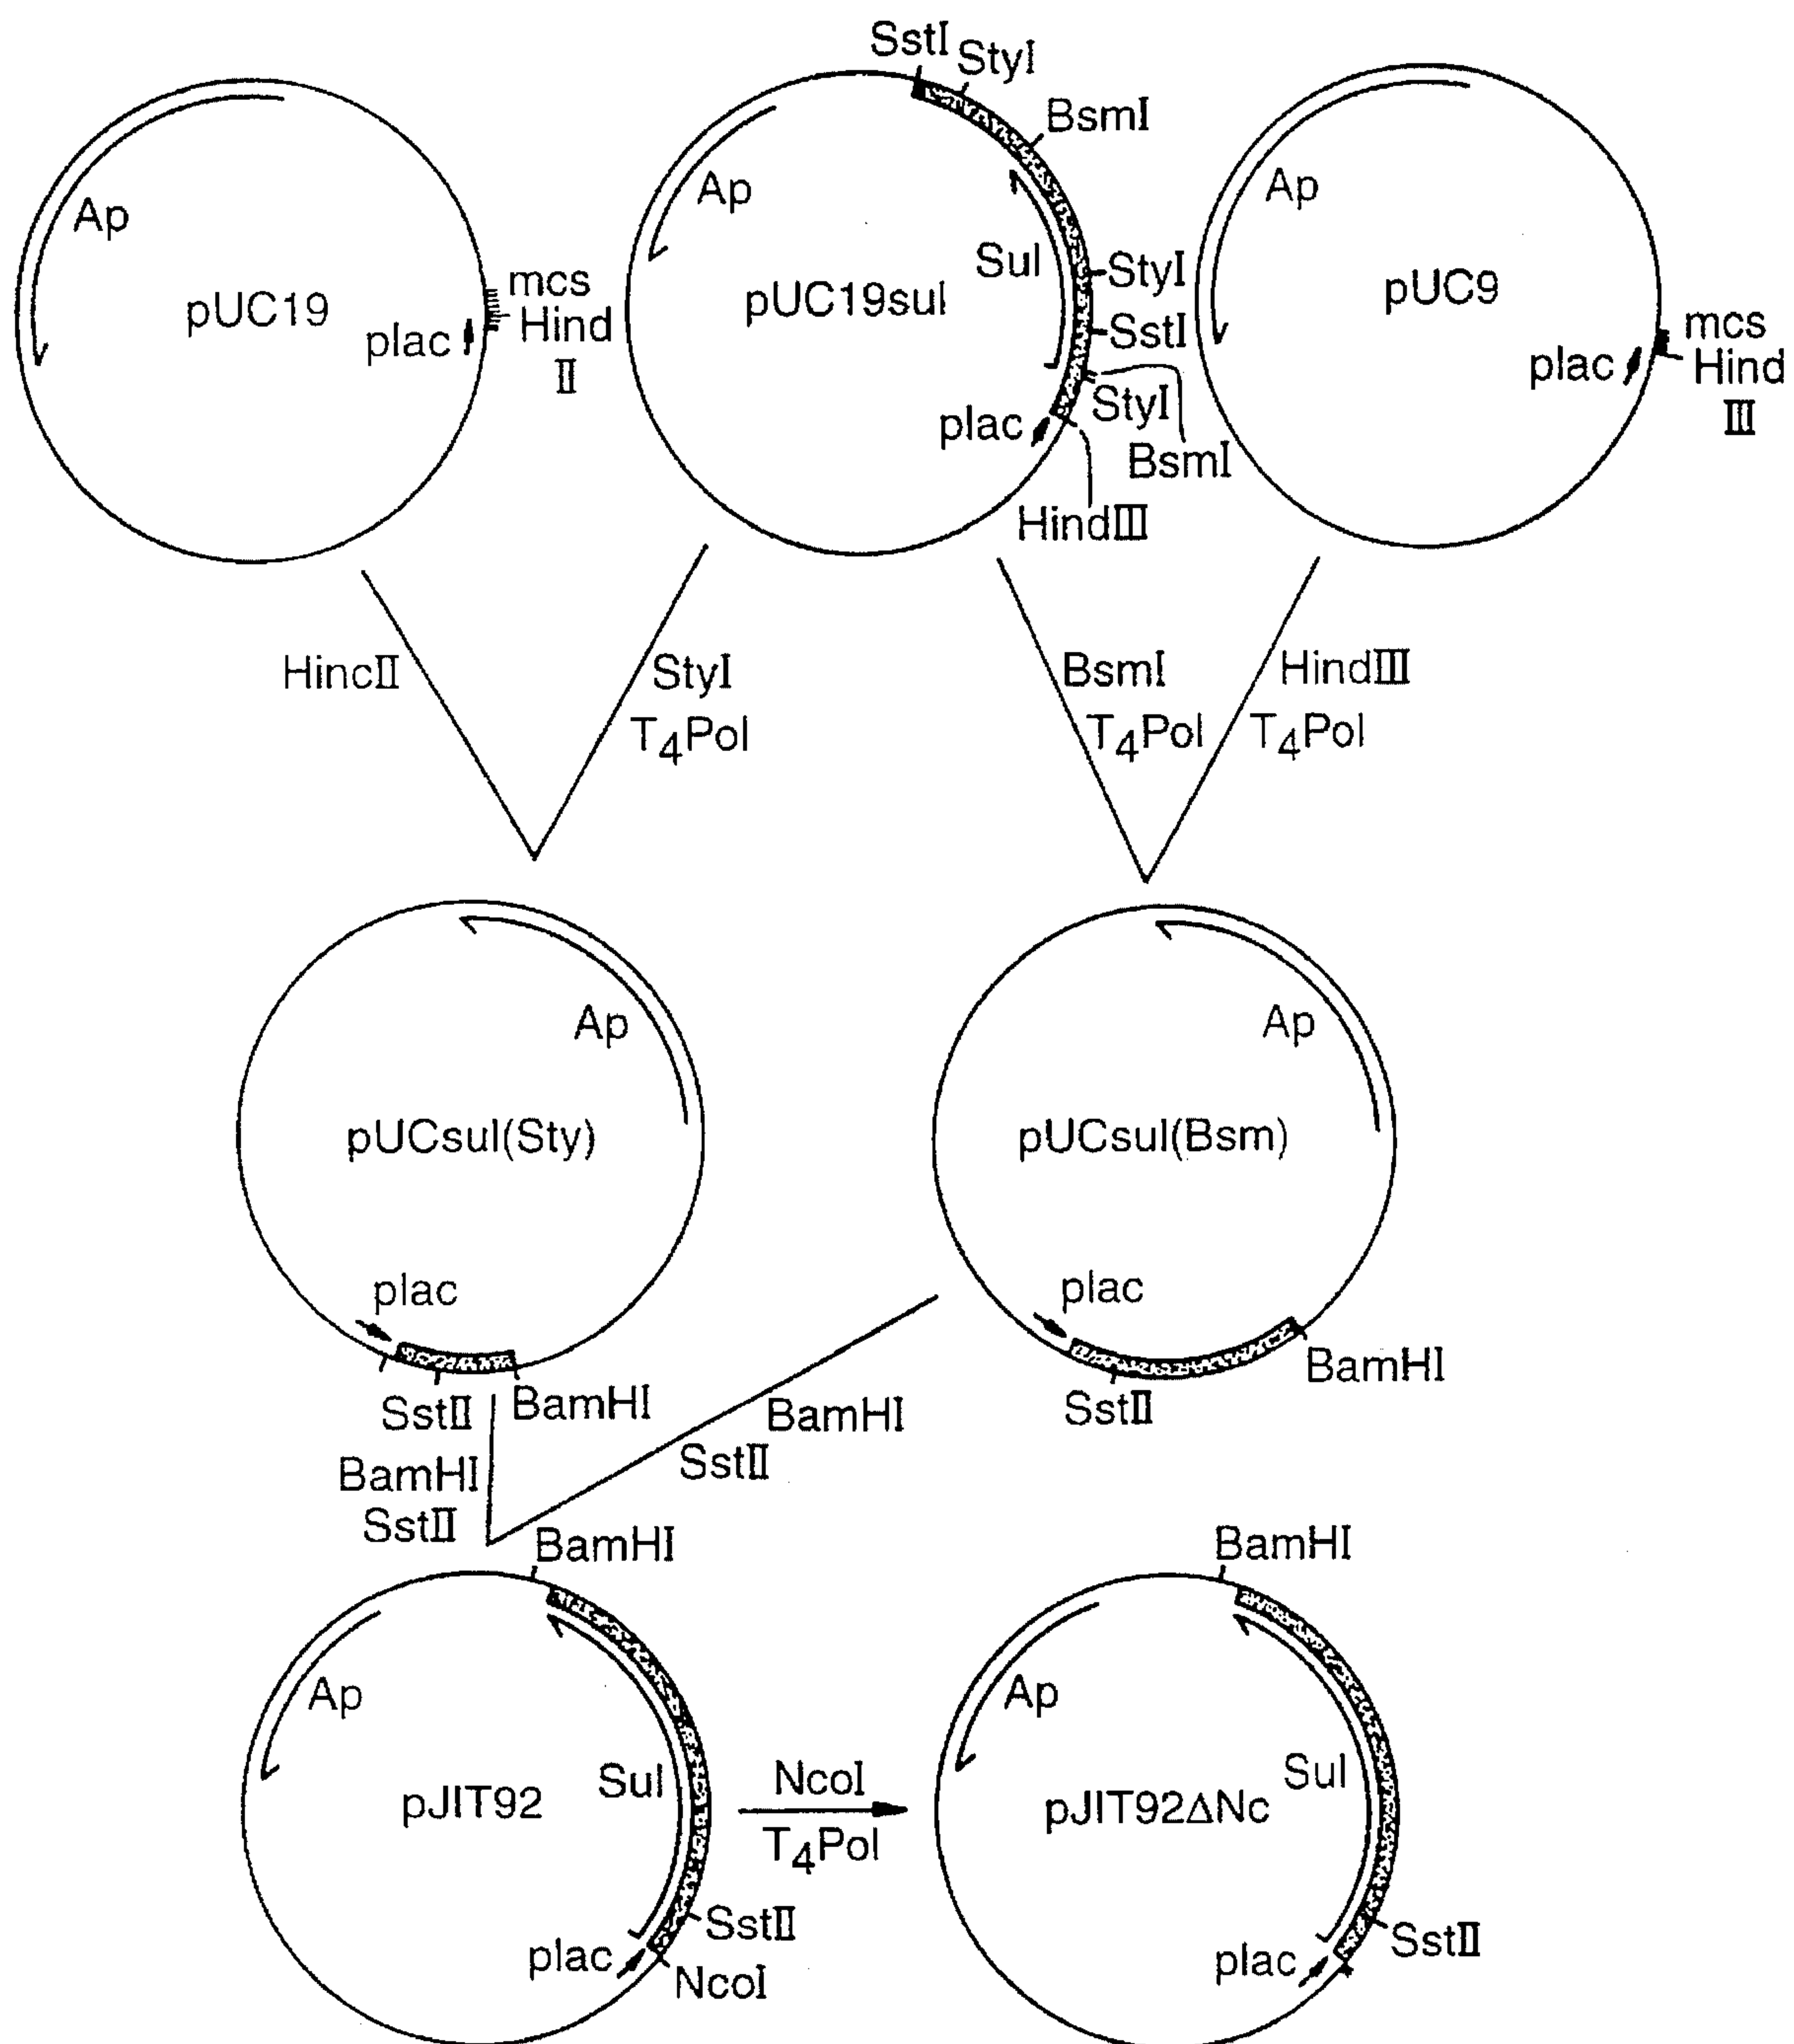 SstI
StyI
BsmI
Ap
pUC19
plac
mcs
Hind
II
Ap
pUC19sul
Sul
StyI
SstI
StyI
BsmI
plac
HindIII
Ap
pUC9
plac
mcs
Hind
III
HincII
StyI
T4Pol
BsmI
T4Pol
HindIII
T4Pol
Ap
pUCsul(Sty)
plac
SstII
BamHI
Ap
pUCsul(Bsm)
plac
SstII
BamHI
BamHI
SstII
BamHI
SstII
BamHI
Ap
Sul
pJIT92
SstII
plac
NcoI
NcoI
T4Pol
BamHI
Ap
Sul
pJIT92ΔNc
SstII
plac